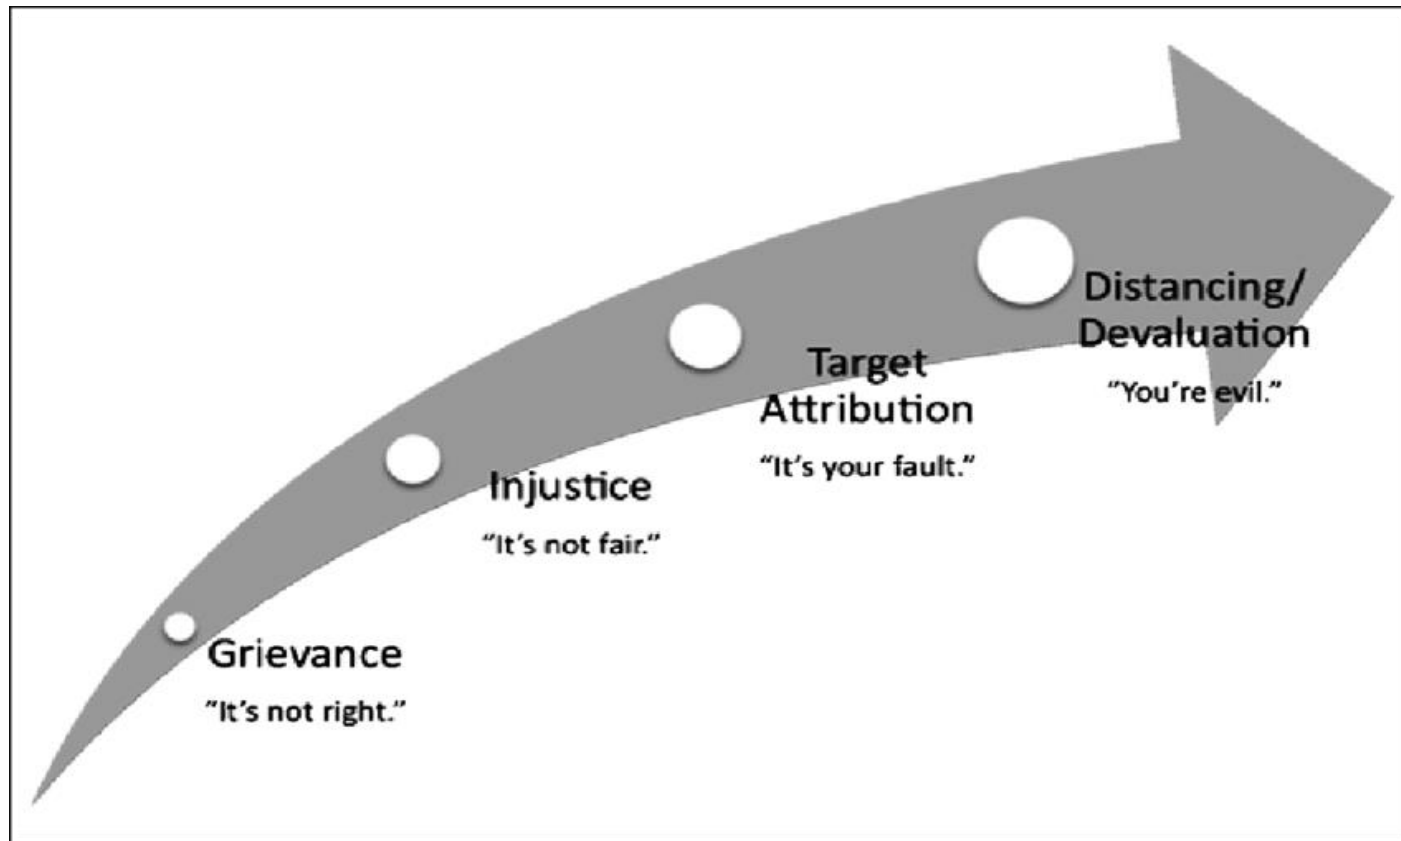 Grievance
“It’s not right.”
Injustice
“It’s not fair.”
Target
Attribution
“It’s your fault.”
Distancing/
Devaluation
“You’re evil.”